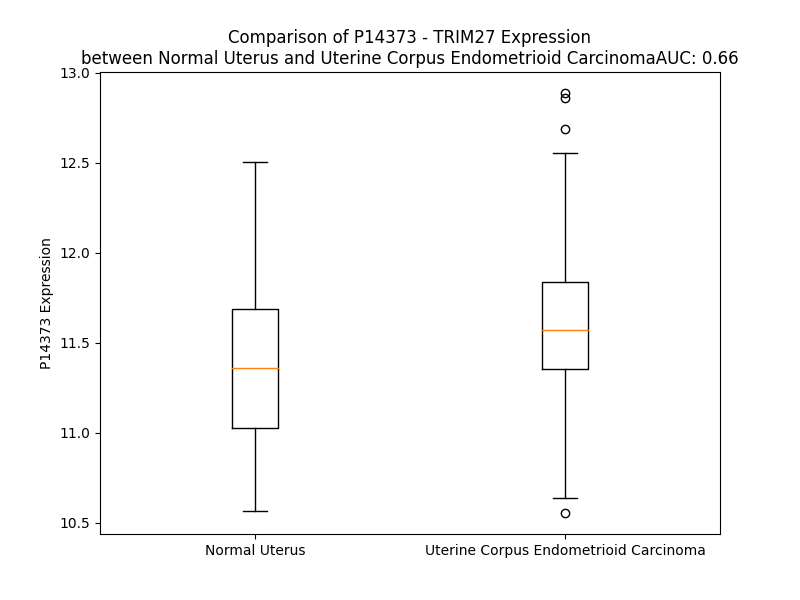 Comparison of P14373 - TRIM27 Expression
between Normal Uterus and Uterine Corpus Endometrioid CarcinomaAUC: 0.66
13.0
12.5
12.0
11.5
11.0
10.5
P14373 Expression
Normal Uterus
Uterine Corpus Endometrioid Carcinoma